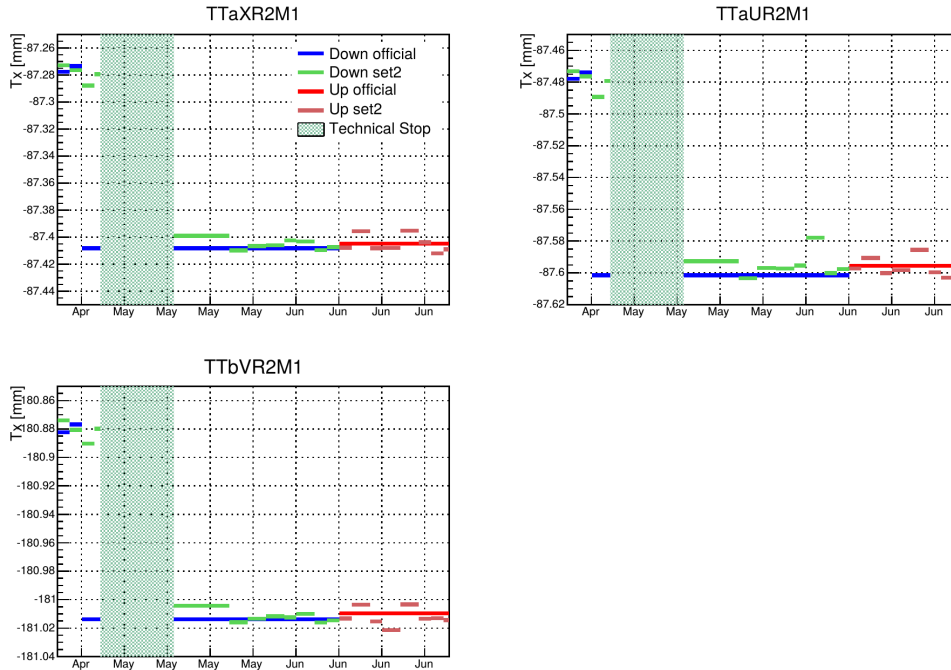 TTaXR2M1
Tx [mm]
-87.26
-87.28
-87.3
-87.32
-87.34
-87.36
-87.38
-87.4
-87.42
-87.44
Down official
Down set2
Up official
Up set2
Technical Stop
Apr May May May May Jun Jun Jun Jun
TTaUR2M1
Tx [mm]
-87.46
-87.48
-87.5
-87.52
-87.54
-87.56
-87.58
-87.6
-87.62
Apr May May May May Jun Jun Jun Jun
TTbVR2M1
Tx [mm]
-180.86
-180.88
-180.9
-180.92
-180.94
-180.96
-180.98
-181
-181.02
-181.04
Apr May May May May Jun Jun Jun Jun